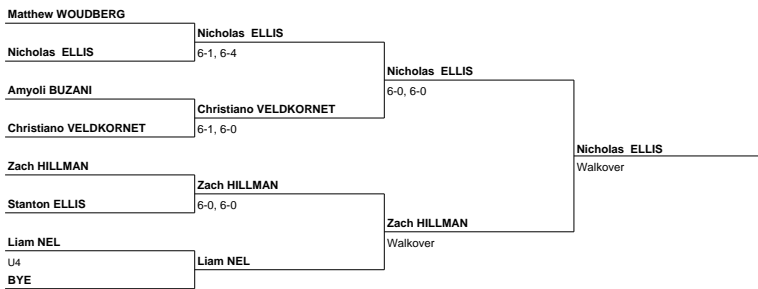 Matthew WOUDBERG
Nicholas ELLIS
Nicholas ELLIS
6-1, 6-4
Nicholas ELLIS
Amyoli BUZANI
6-0, 6-0
Christiano VELDKORNET
Christiano VELDKORNET
6-1, 6-0
Nicholas ELLIS
Zach HILLMAN
Walkover
Zach HILLMAN
Stanton ELLIS
6-0, 6-0
Zach HILLMAN
Liam NEL
Walkover
U4
Liam NEL
BYE